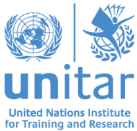 unitar
United Nations Institute
for Training and Research